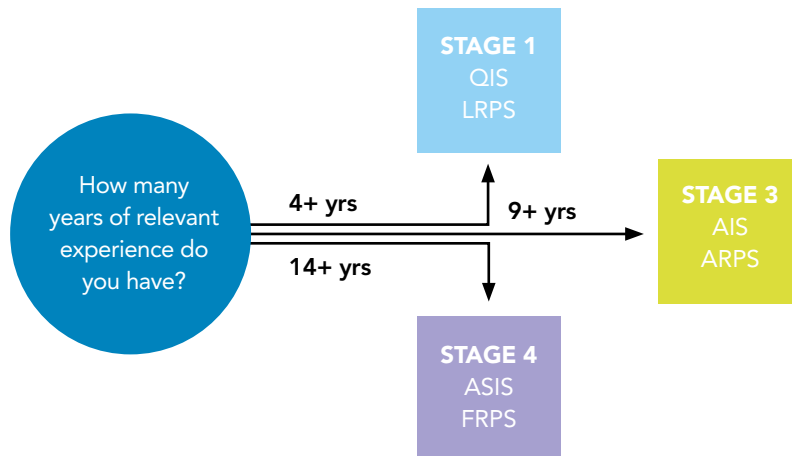 STAGE 1
QIS
LRPS
How many
years of relevant
experience do
you have?
4+ yrs
9+ yrs
14+ yrs
STAGE 3
AIS
ARPS
STAGE 4
ASIS
FRPS